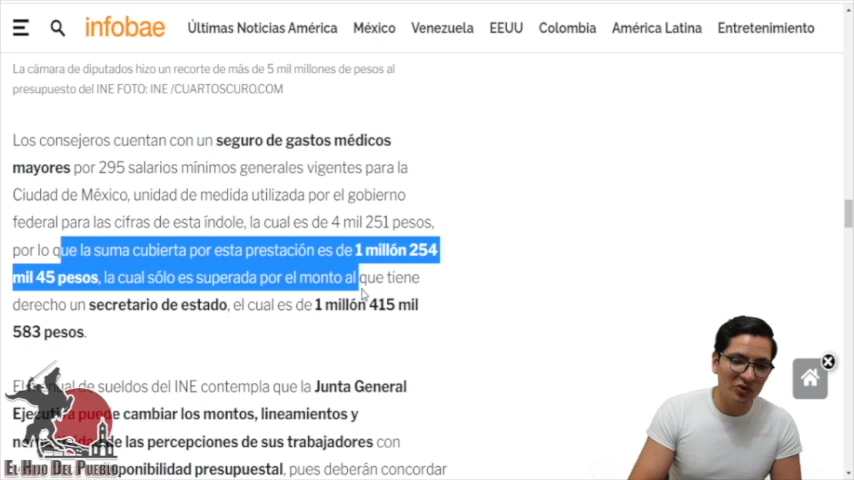 infobae
Últimas Noticias América México Venezuela EEUU Colombia América Latina Entretenimiento
La cámara de diputados hizo un recorte de más de 5 mil millones de pesos al
presupuesto del INE FOTO: INE /CUARTOSCURO.COM
Los consejeros cuentan con un seguro de gastos médicos
mayores por 295 salarios mínimos generales vigentes para la
Ciudad de México, unidad de medida utilizada por el gobierno
federal para las cifras de esta índole, la cual es de 4 mil 251 pesos,
por lo que la suma cubierta por esta prestación es de 1 millón 254
mil 45 pesos, la cual sólo es superada por el monto al que tiene
derecho un secretario de estado, el cual es de 1 millón 415 mil
583 pesos.
El de sueldos del INE contempla que la Junta General
puede cambiar los montos, lineamientos y
de las percepciones de sus trabajadores con
disponibilidad presupuestal, pues deberán concordar
EL HIJO DEL PUEBLO